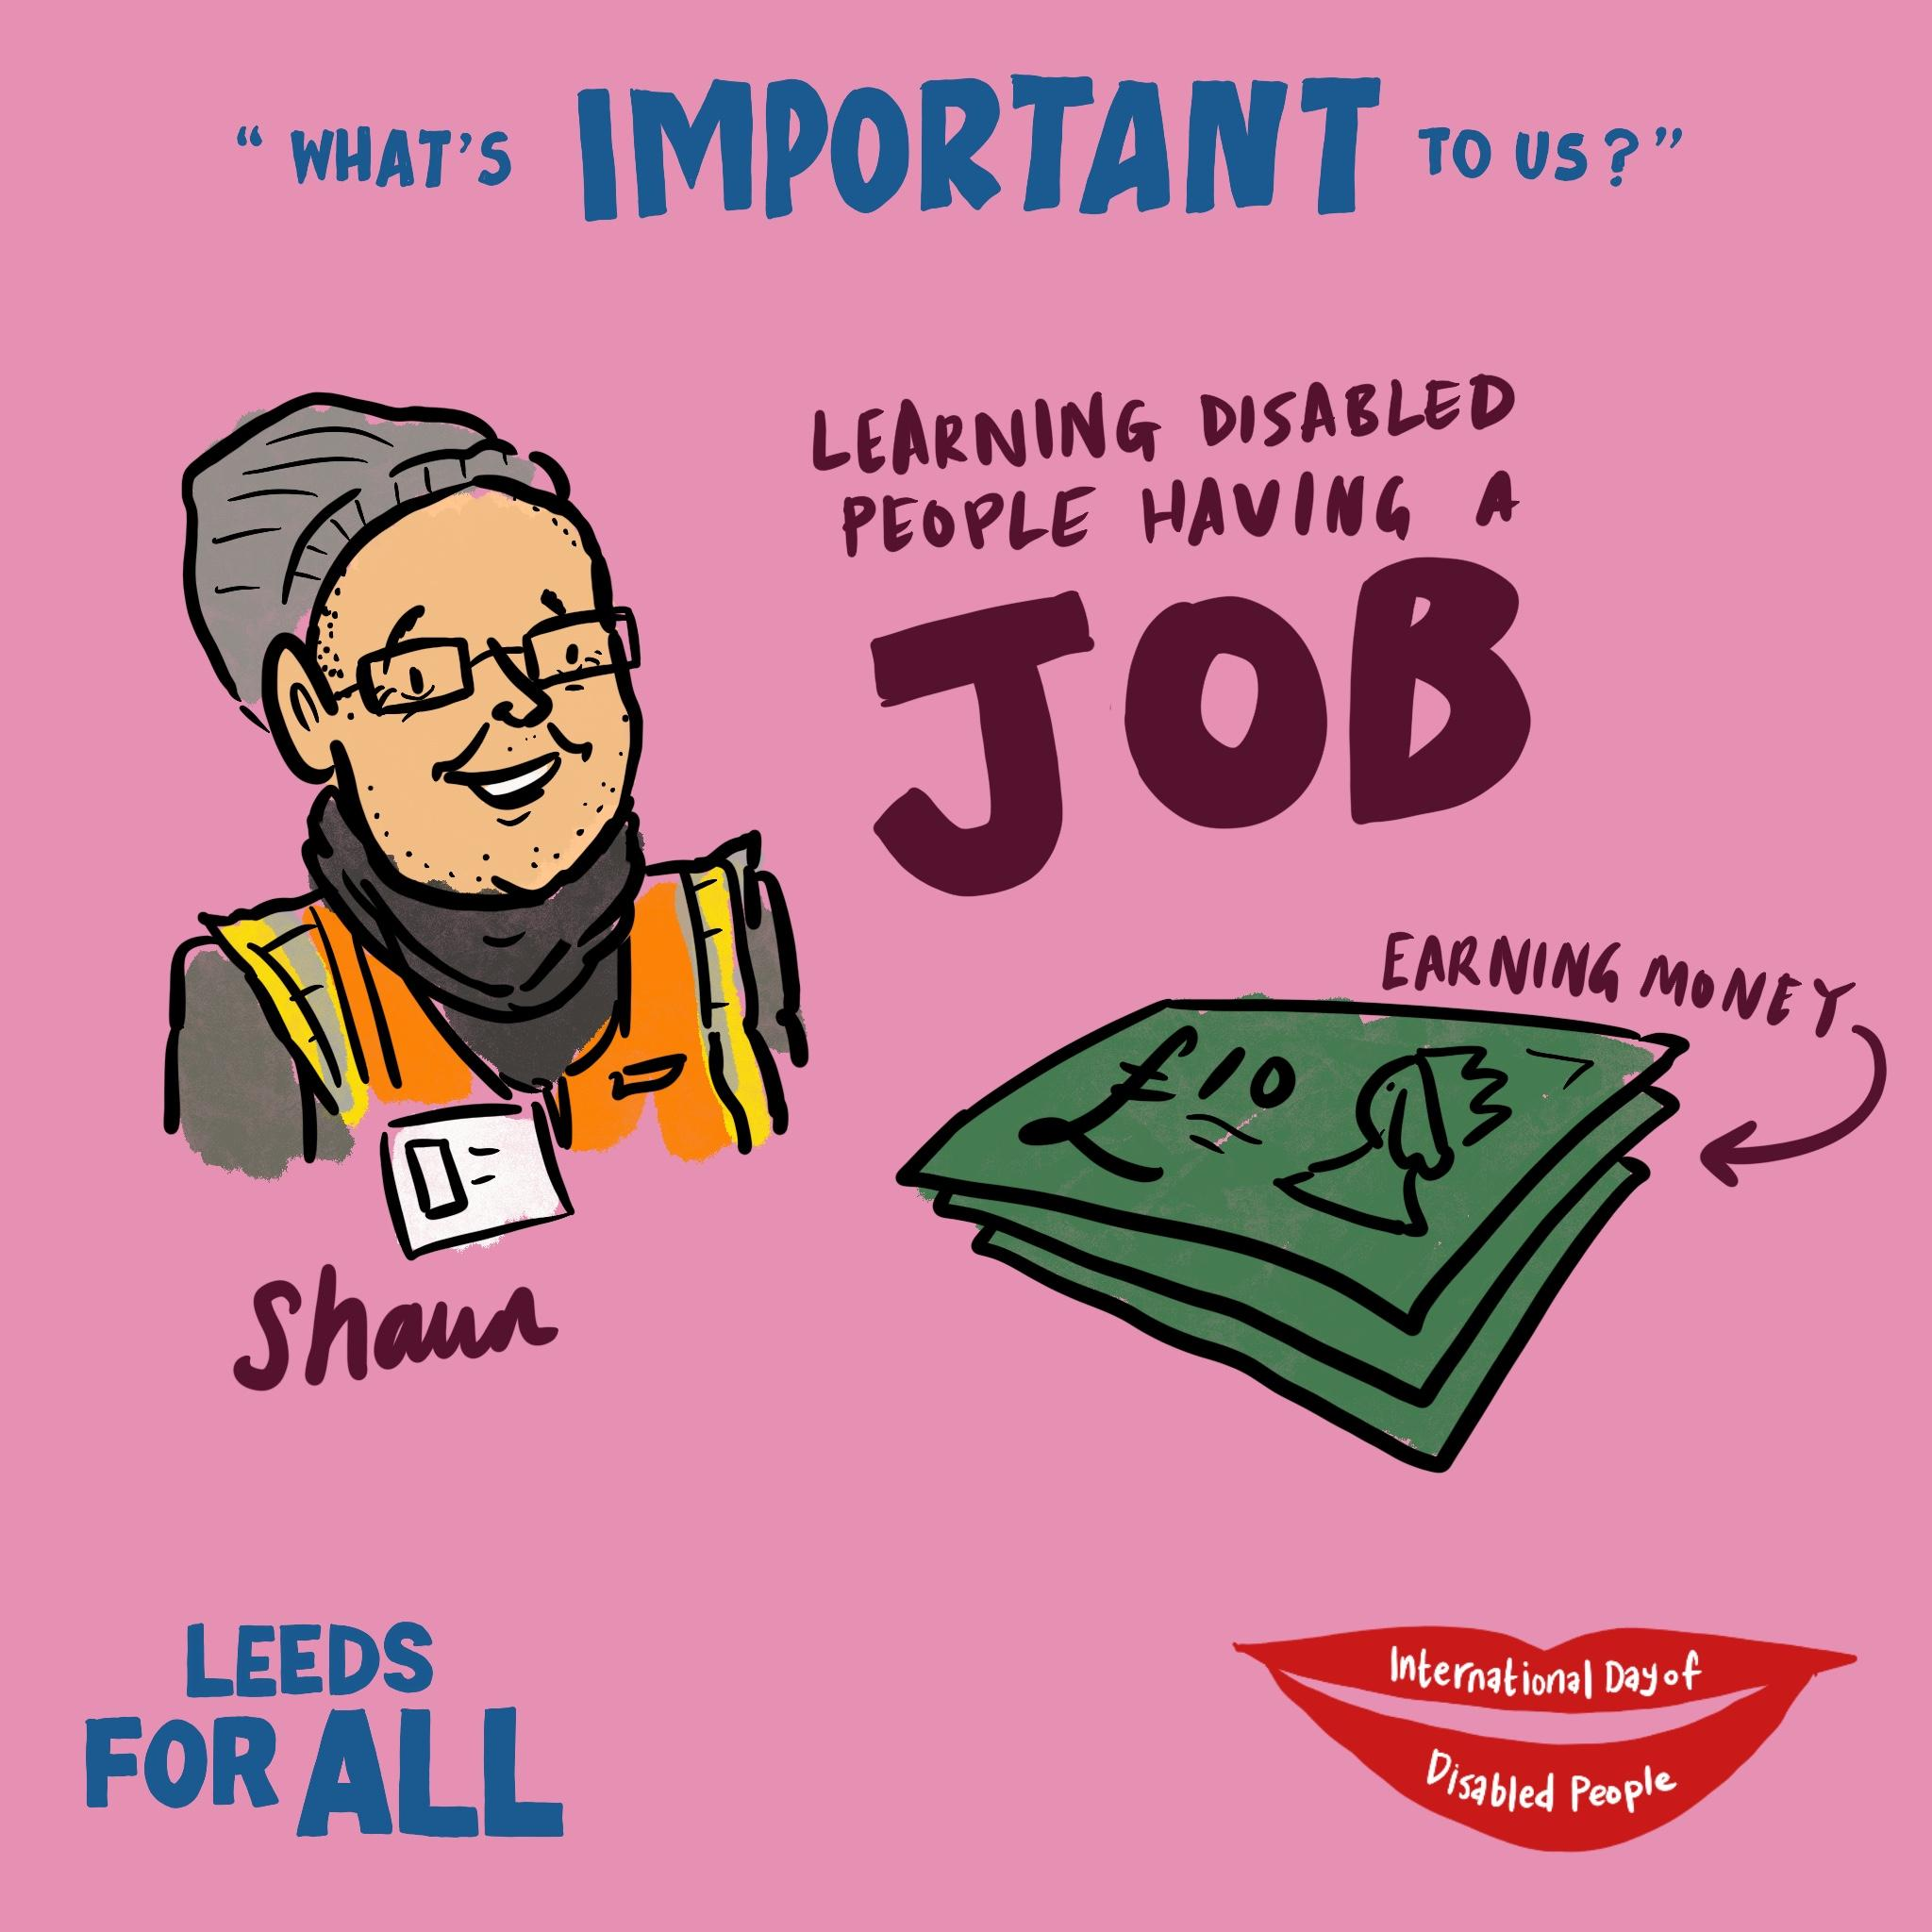 “WHAT’S IMPORTANT TO US?”
LEARNING DISABLED
PEOPLE HAVING A
JOB
EARNING MONEY
£10
Shaun
LEEDS
FOR ALL
International Day of
Disabled People